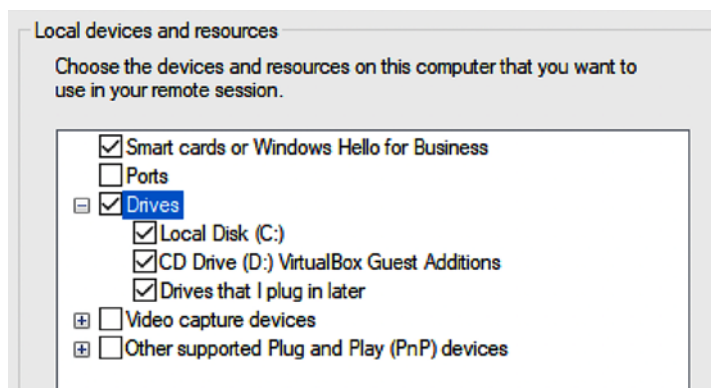 Local devices and resources
Choose the devices and resources on this computer that you want to
use in your remote session.
Smart cards or Windows Hello for Business
Ports
Drives
Local Disk (C:)
CD Drive (D:) VirtualBox Guest Additions
Drives that I plug in later
Video capture devices
Other supported Plug and Play (PnP) devices